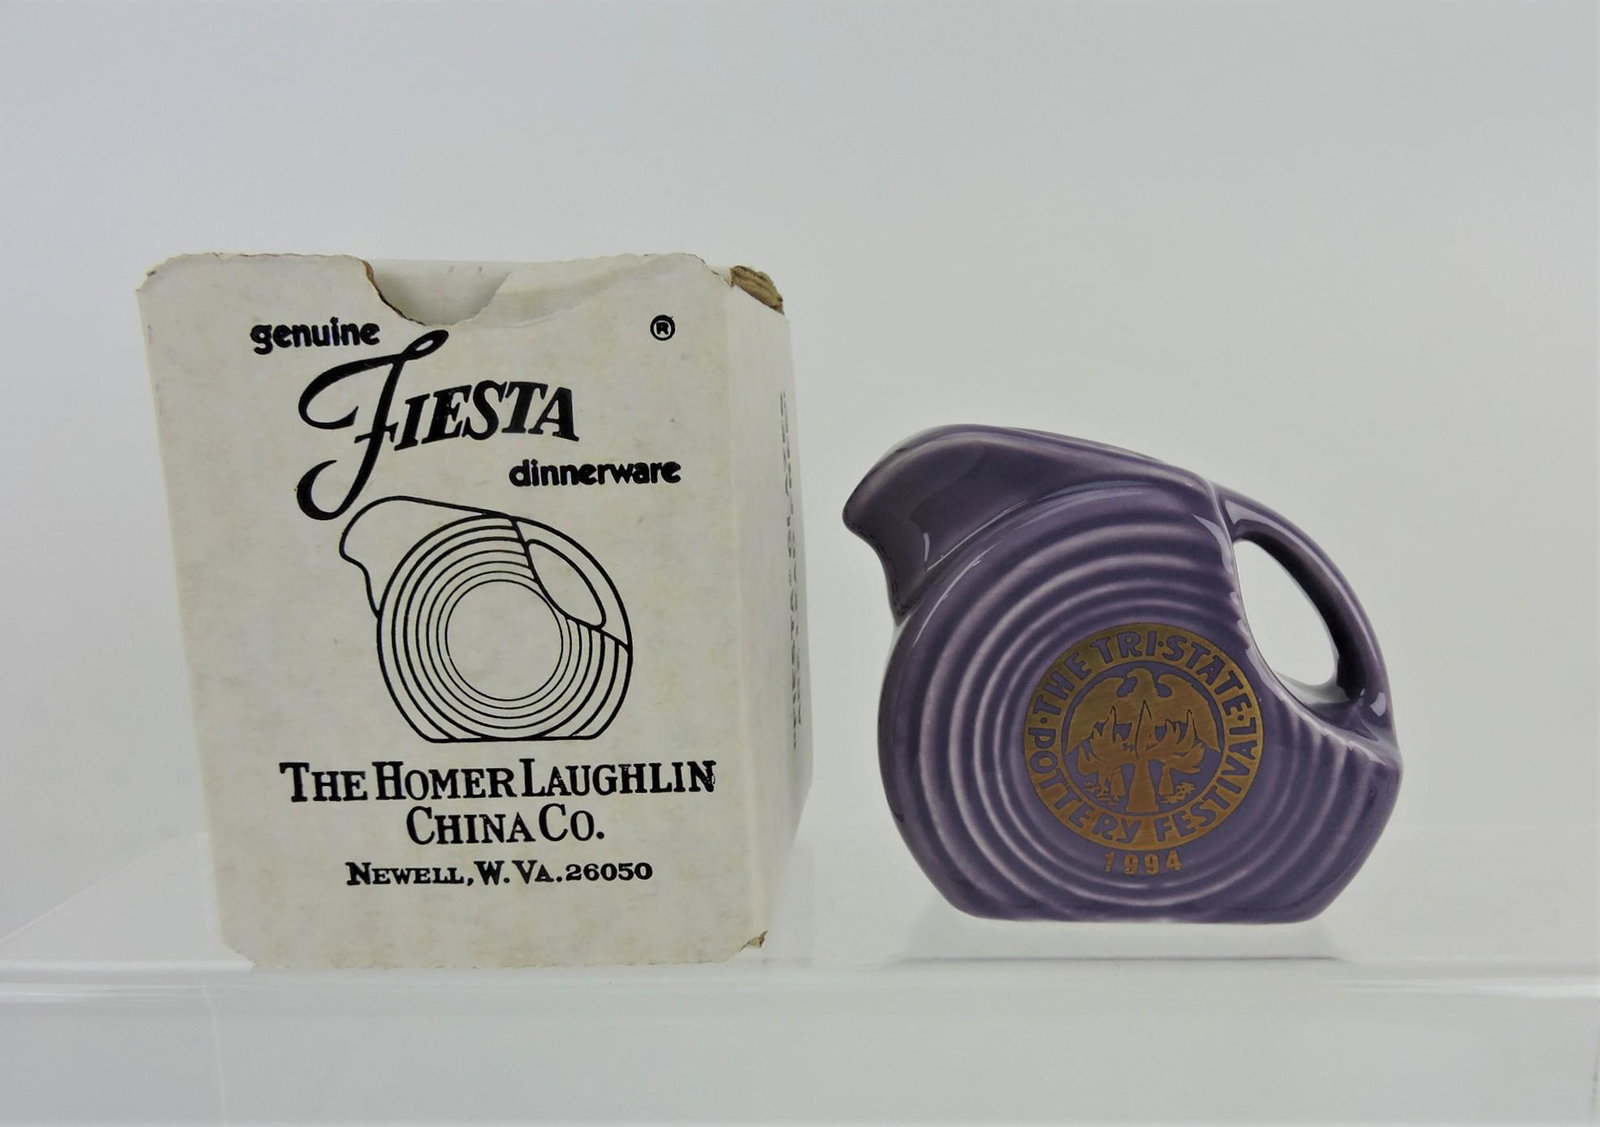 genuine ®
FIESTA
dinnerware
THE HOMER LAUGHLIN
CHINA CO.
NEWELL, W. VA. 26050
THE TRI·STATE
POTTERY FESTIVAL
1994